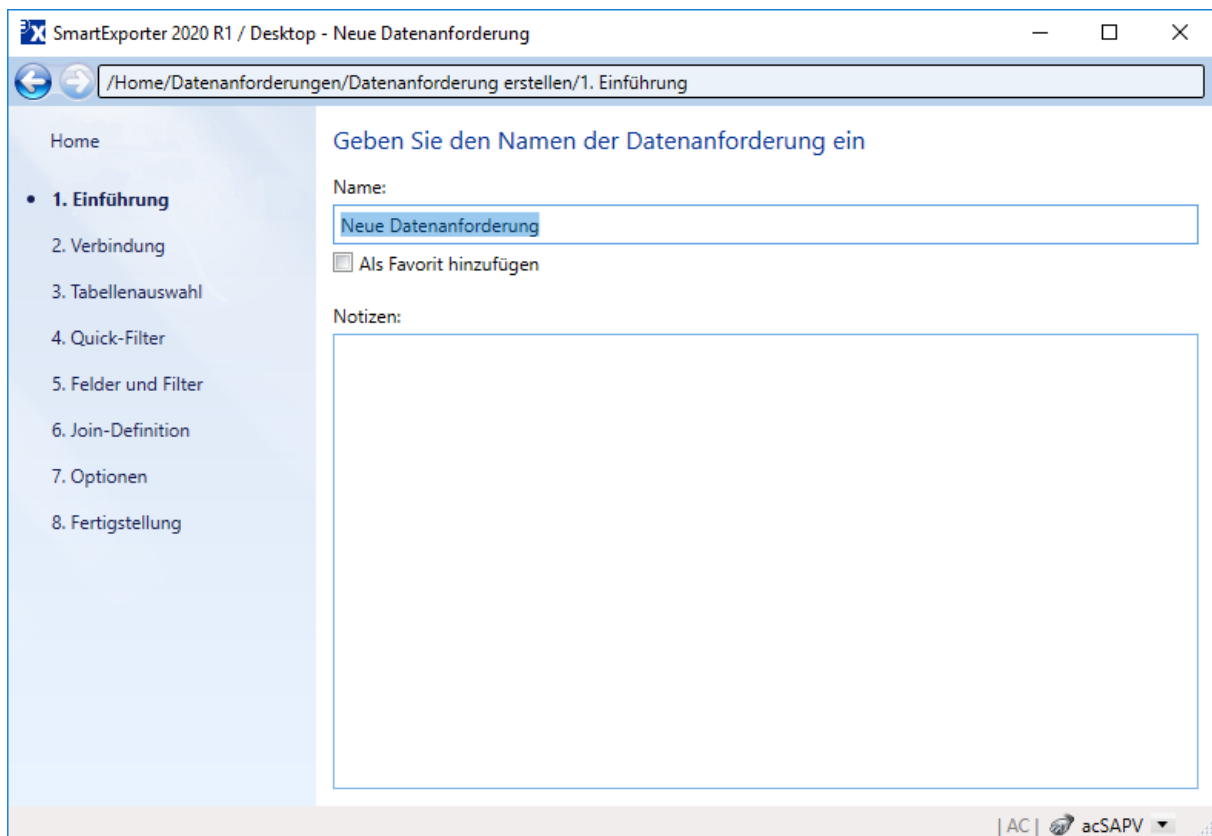 SmartExporter 2020 R1 / Desktop - Neue Datenanforderung
/Home/Datenanforderungen/Datenanforderung erstellen/1. Einführung
Home
• 1. Einführung
2. Verbindung
3. Tabellenauswahl
4. Quick-Filter
5. Felder und Filter
6. Join-Definition
7. Optionen
8. Fertigstellung
Geben Sie den Namen der Datenanforderung ein
Name:
Neue Datenanforderung
Als Favorit hinzufügen
Notizen:
| AC | acSAPV